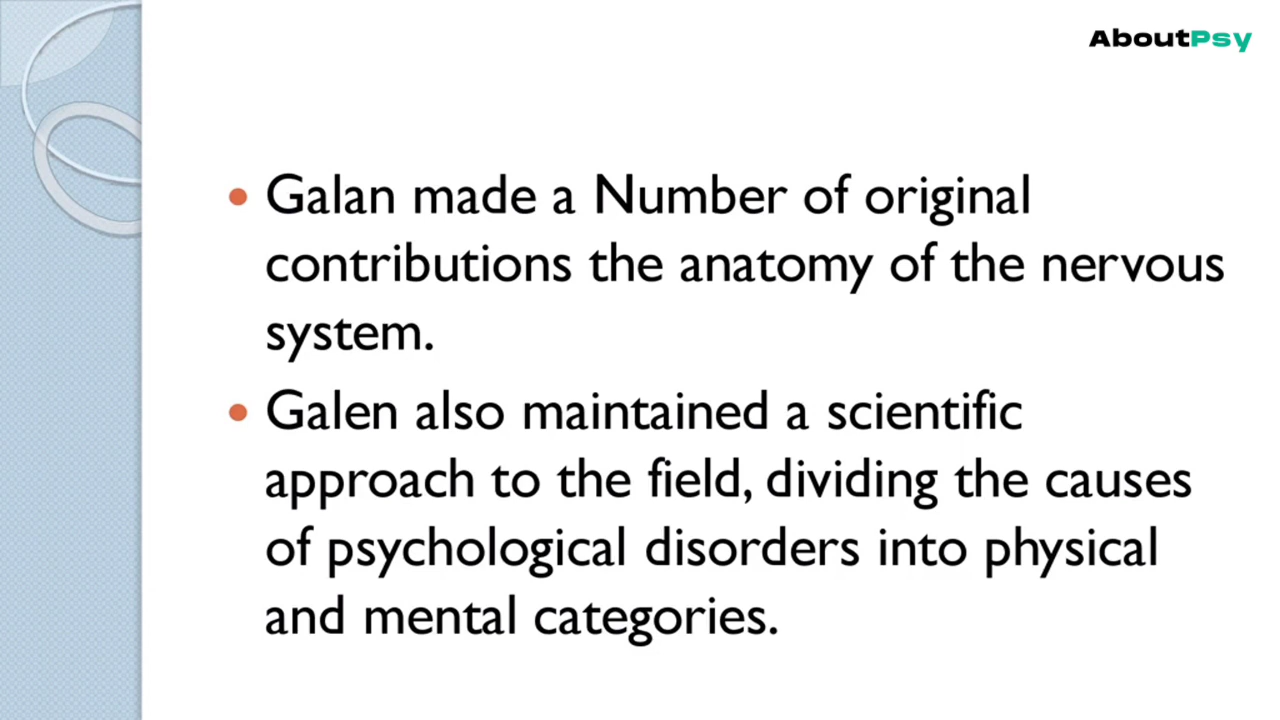 AboutPsy
• Galan made a Number of original
contributions the anatomy of the nervous
system.
• Galen also maintained a scientific
approach to the field, dividing the causes
of psychological disorders into physical
and mental categories.